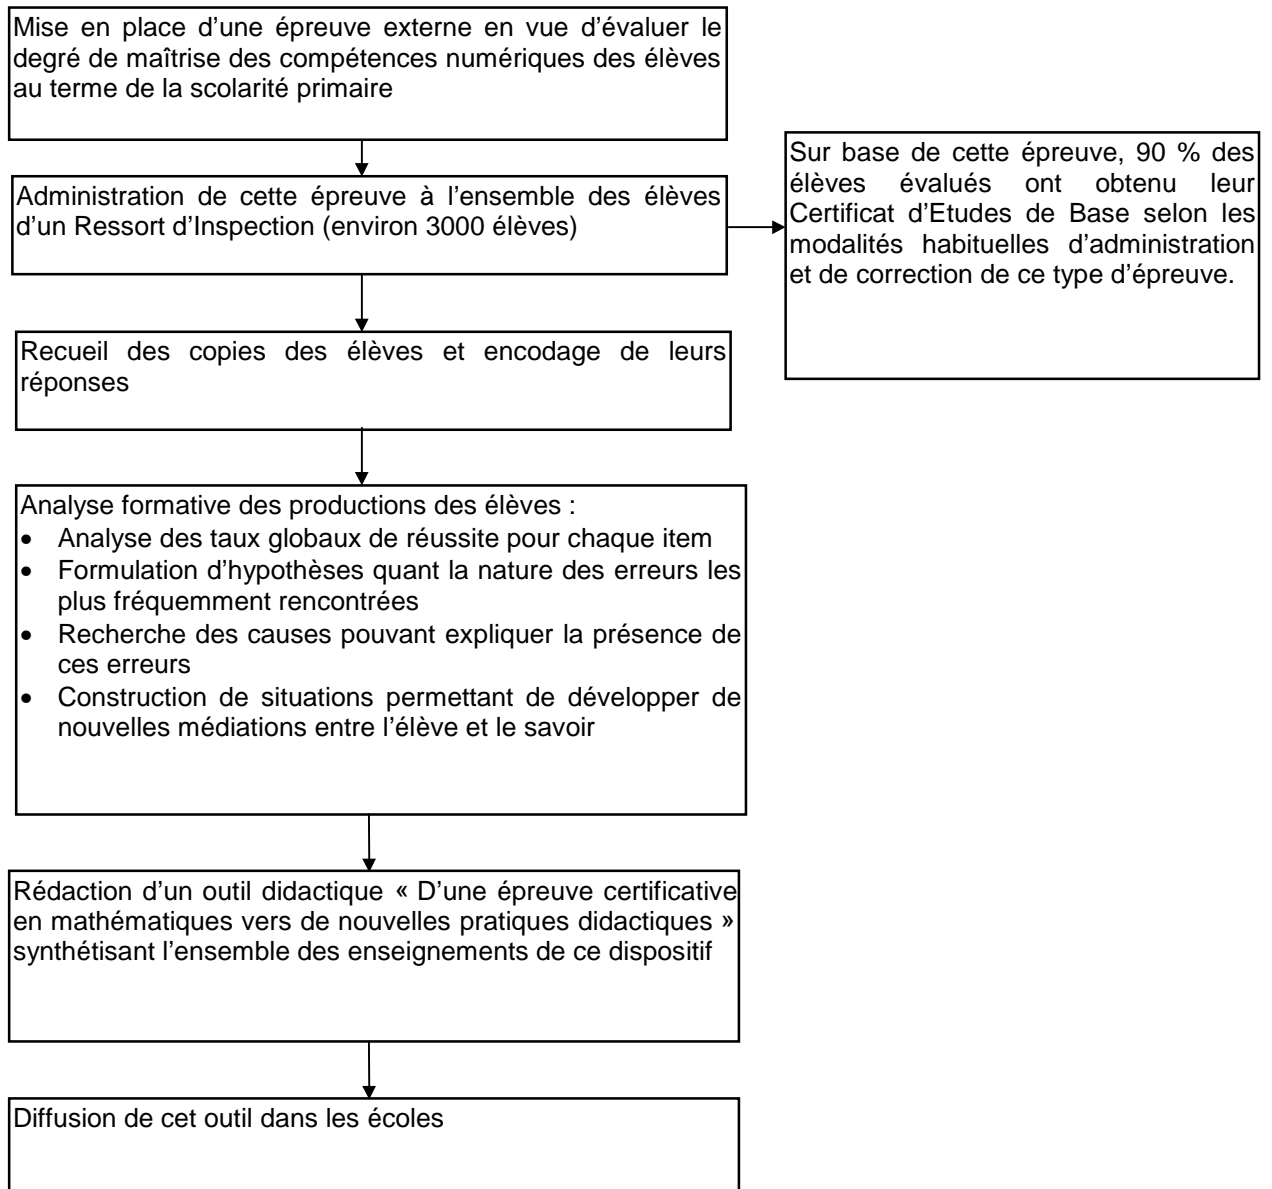 Mise en place d’une épreuve externe en vue d’évaluer le
degré de maîtrise des compétences numériques des élèves
au terme de la scolarité primaire
Administration de cette épreuve à l’ensemble des élèves
d’un Ressort d’Inspection (environ 3000 élèves)
Sur base de cette épreuve, 90 % des
élèves évalués ont obtenu leur
Certificat d’Etudes de Base selon les
modalités habituelles d’administration
et de correction de ce type d’épreuve.
Recueil des copies des élèves et encodage de leurs
réponses
Analyse formative des productions des élèves :
• Analyse des taux globaux de réussite pour chaque item
• Formulation d’hypothèses quant la nature des erreurs les
plus fréquemment rencontrées
• Recherche des causes pouvant expliquer la présence de
ces erreurs
• Construction de situations permettant de développer de
nouvelles médiations entre l’élève et le savoir
Rédaction d’un outil didactique « D’une épreuve certificative
en mathématiques vers de nouvelles pratiques didactiques »
synthétisant l’ensemble des enseignements de ce dispositif
Diffusion de cet outil dans les écoles